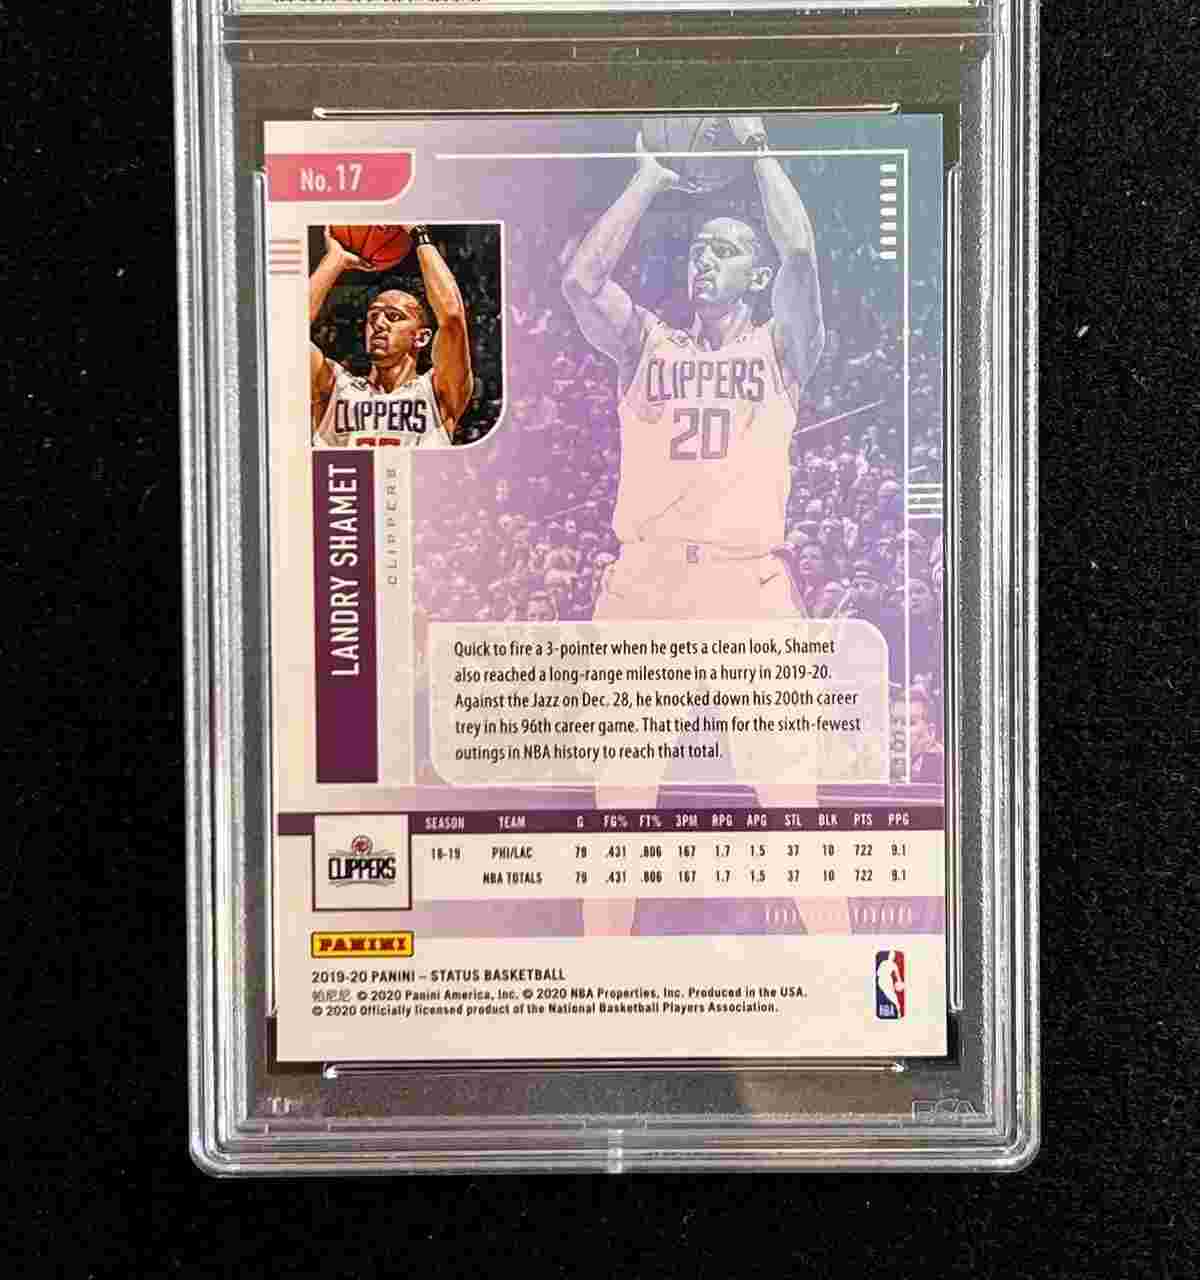 No. 17
CLIPPERS
CLIPPERS
20
LANDRY SHAMET
CLIPPERS
Quick to fire a 3-pointer when he gets a clean look, Shamet
also reached a long-range milestone in a hurry in 2019-20.
Against the Jazz on Dec. 28, he knocked down his 200th career
trey in his 96th career game. That tied him for the sixth-fewest
outings in NBA history to reach that total.
SEASON TEAM G FG% FT% 3PM RPG APG STL BLK PTS PPG
18-19 PHI/LAC 79 .431 .806 167 1.7 1.5 37 10 722 9.1
NBA TOTALS 79 .431 .806 167 1.7 1.5 37 10 722 9.1
CLIPPERS
PANINI
2019-20 PANINI – STATUS BASKETBALL
帕尼尼 © 2020 Panini America, Inc. © 2020 NBA Properties, Inc. Produced in the USA.
© 2020 Officially licensed product of the National Basketball Players Association.
NBA
PSA